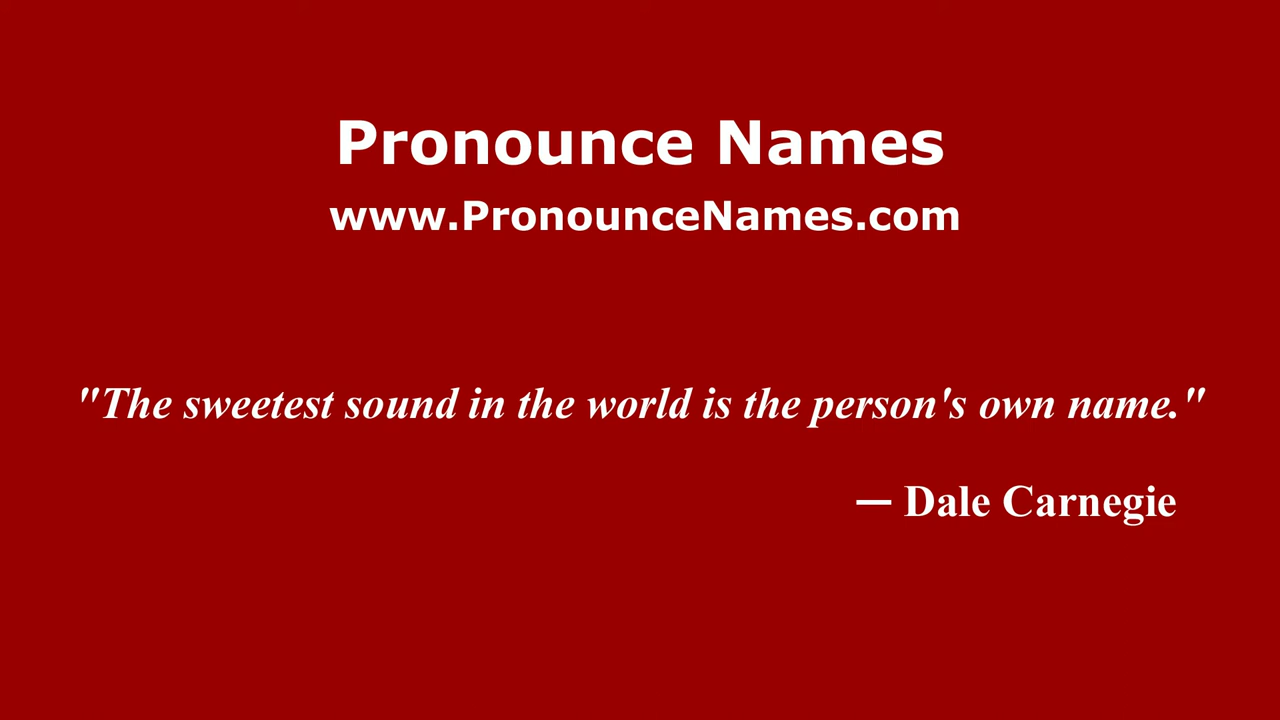 Pronounce Names
www.PronounceNames.com
"The sweetest sound in the world is the person's own name."
— Dale Carnegie